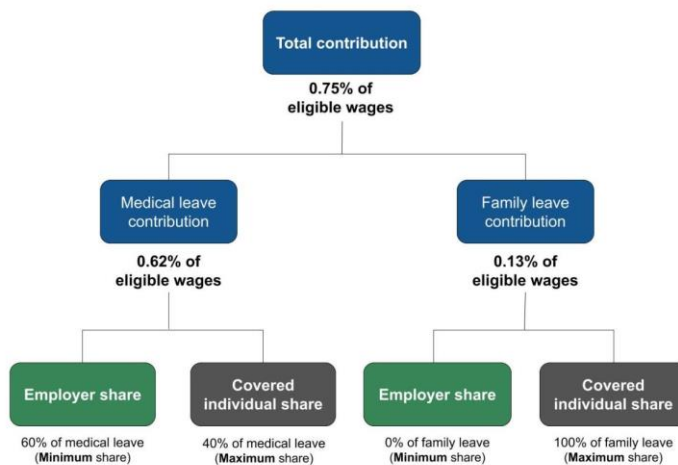 Total contribution
0.75% of
eligible wages
Medical leave
contribution
Family leave
contribution
0.62% of
eligible wages
0.13% of
eligible wages
Employer share
Covered
individual share
Employer share
Covered
individual share
60% of medical leave
(Minimum share)
40% of medical leave
(Maximum share)
0% of family leave
(Minimum share)
100% of family leave
(Maximum share)